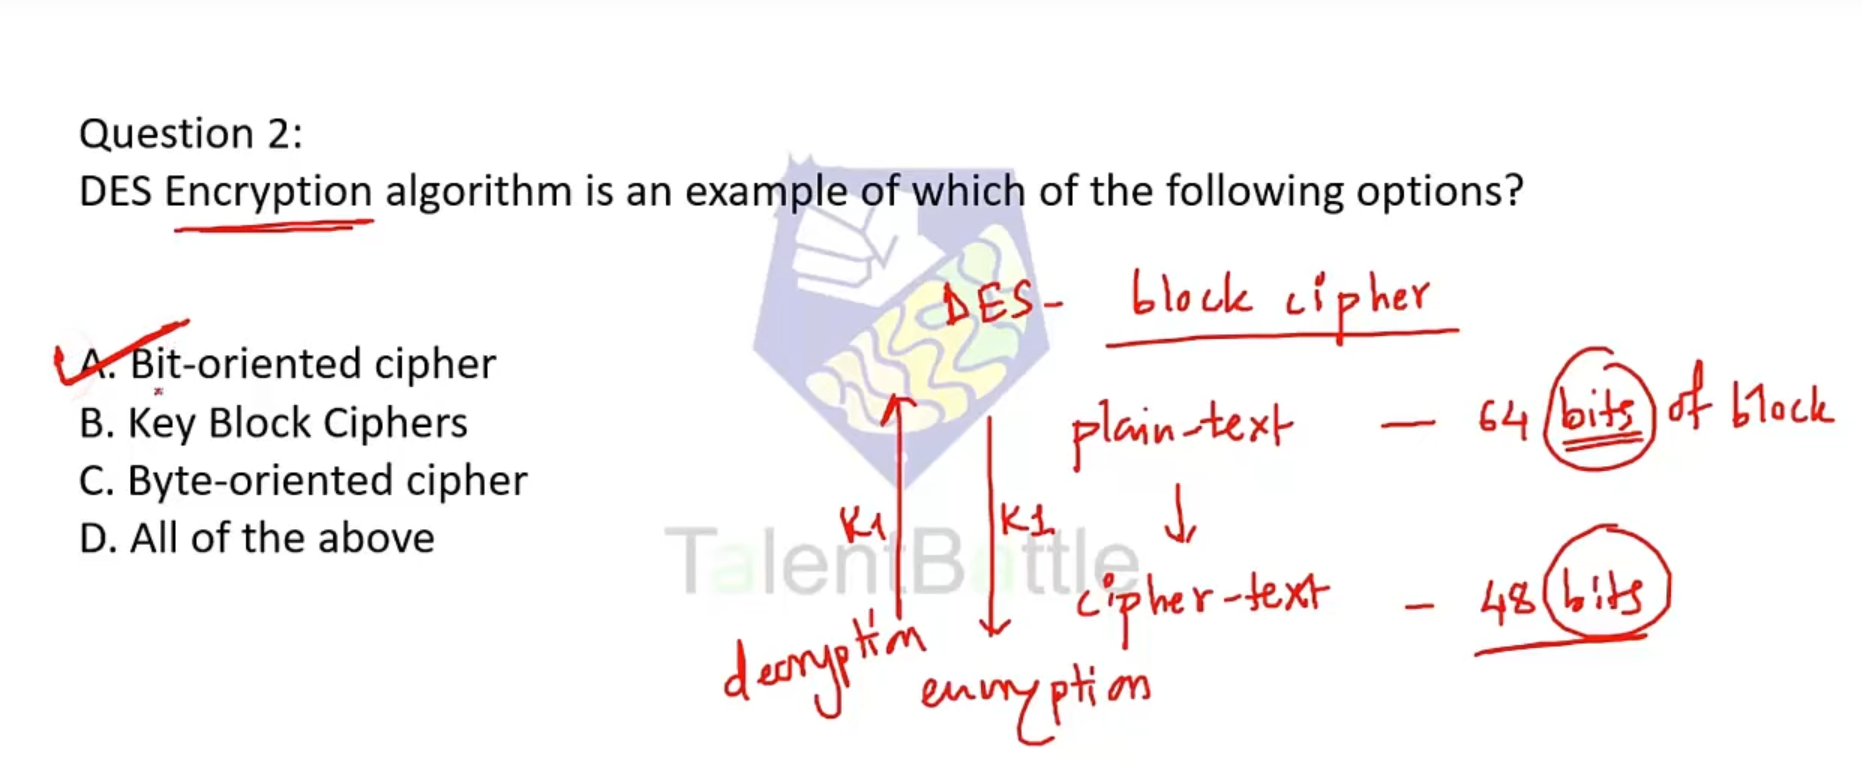 Question 2:
DES Encryption algorithm is an example of which of the following options?
DES - block cipher
A. Bit-oriented cipher
B. Key Block Ciphers
C. Byte-oriented cipher
D. All of the above
plain-text — 64 bits of block
K1 K1
TalentBattle
cipher-text - 48 bits
decryption
encryption